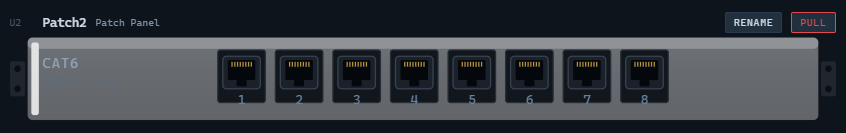 U2 Patch2 Patch Panel RENAME PULL
CAT6
1 2 3 4 5 6 7 8